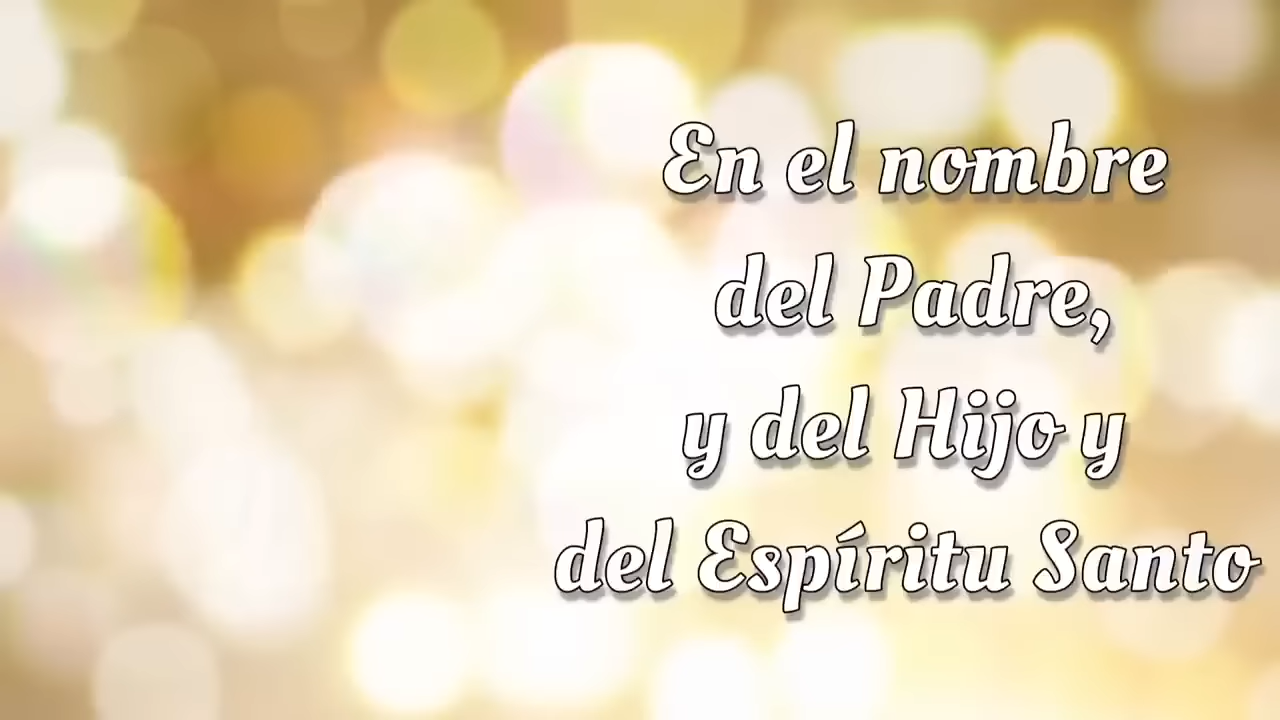 En el nombre
del Padre,
y del Hijo y
del Espíritu Santo